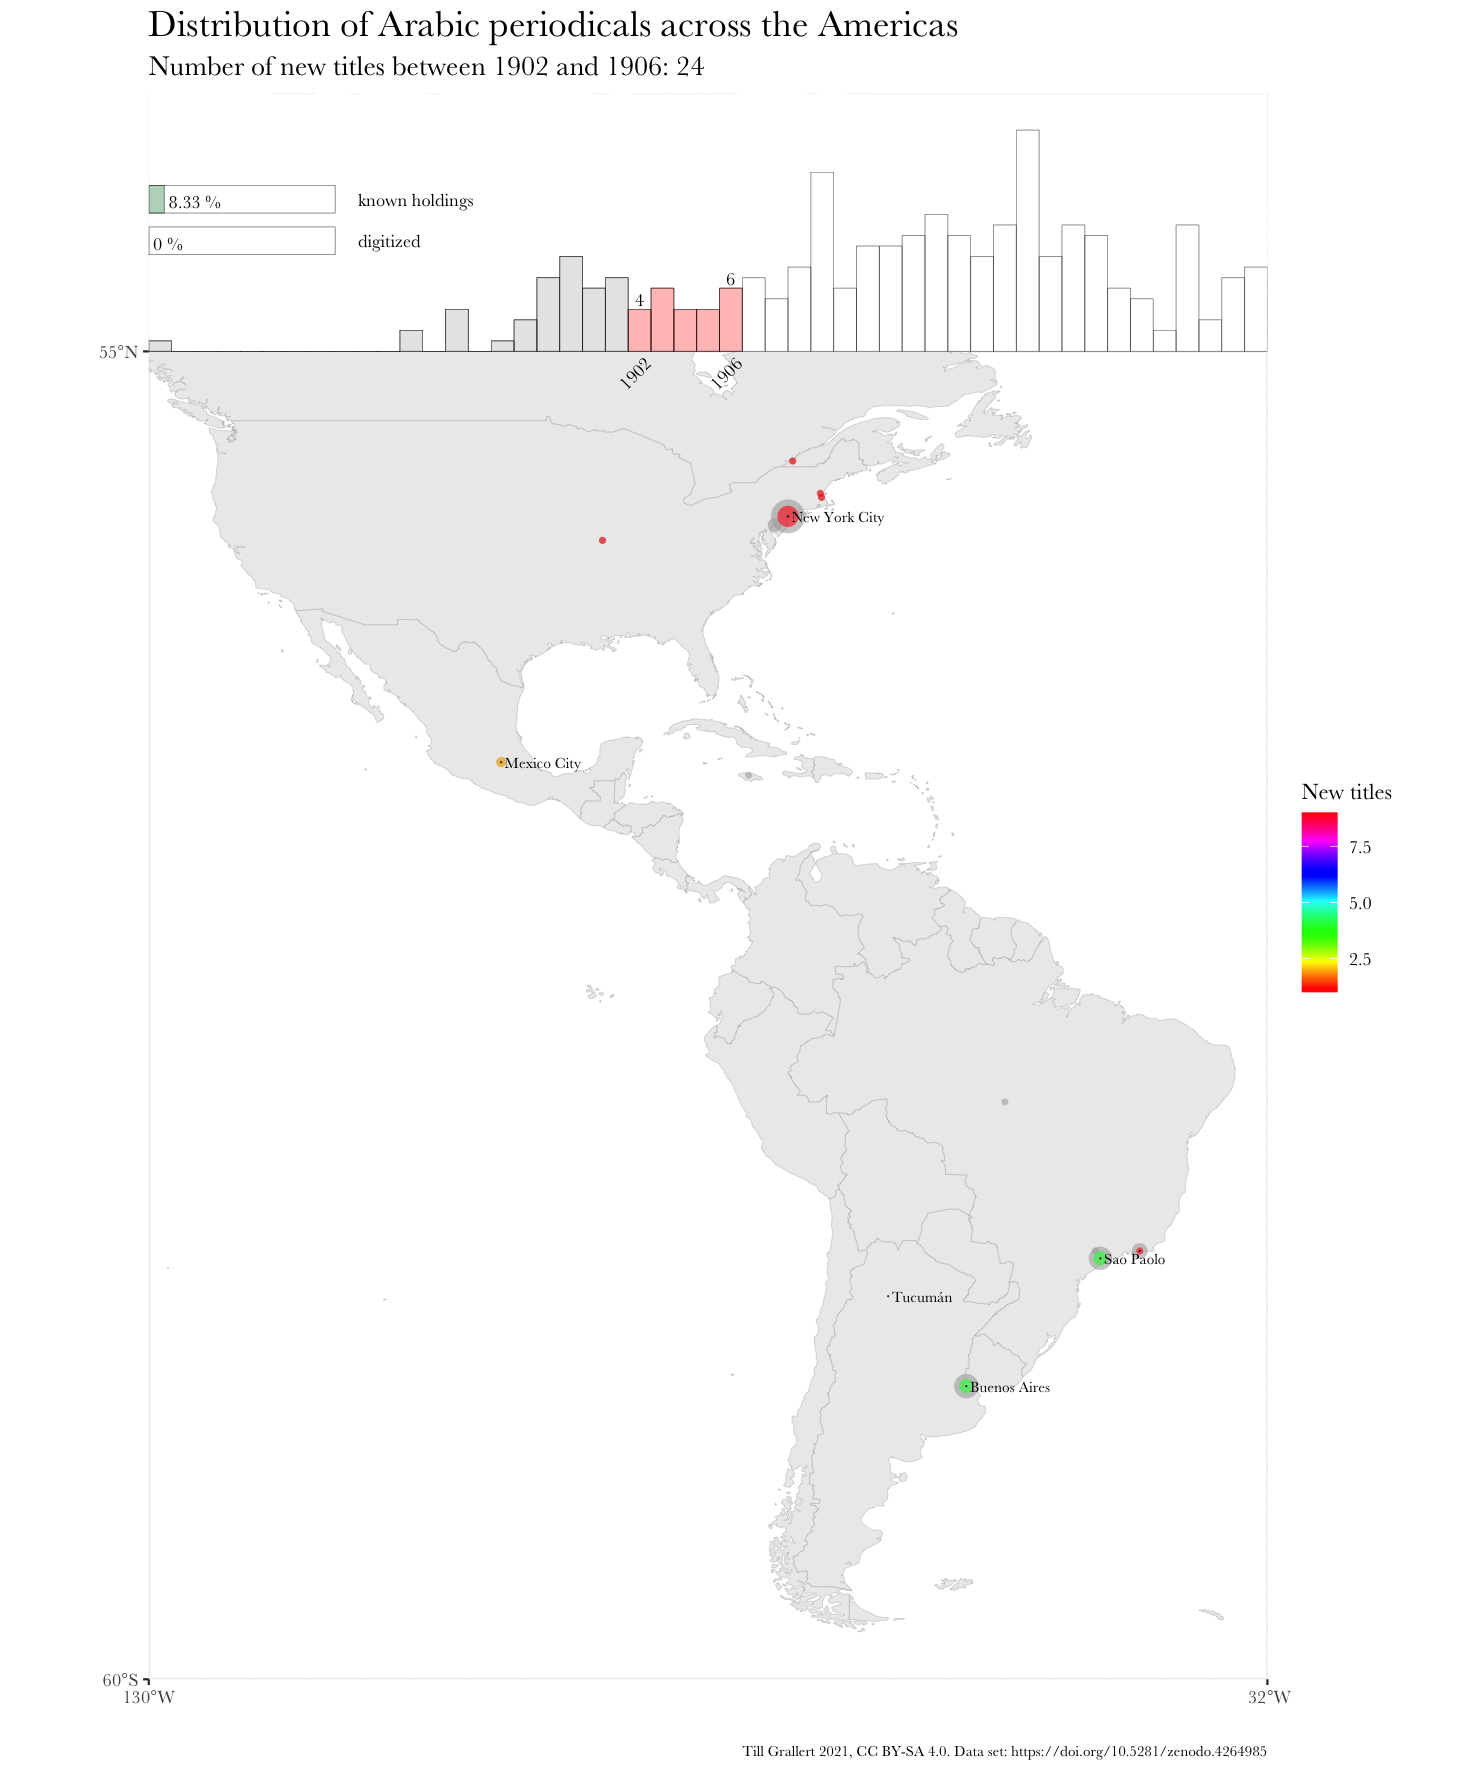 Distribution of Arabic periodicals across the Americas
Number of new titles between 1902 and 1906: 24
8.33 %
known holdings
0 %
digitized
4
6
55°N
1902
1906
New York City
Mexico City
New titles
7.5
5.0
2.5
Sao Paolo
Tucumán
Buenos Aires
60°S
130°W
32°W
Till Grallert 2021, CC BY-SA 4.0. Data set: https://doi.org/10.5281/zenodo.4264985